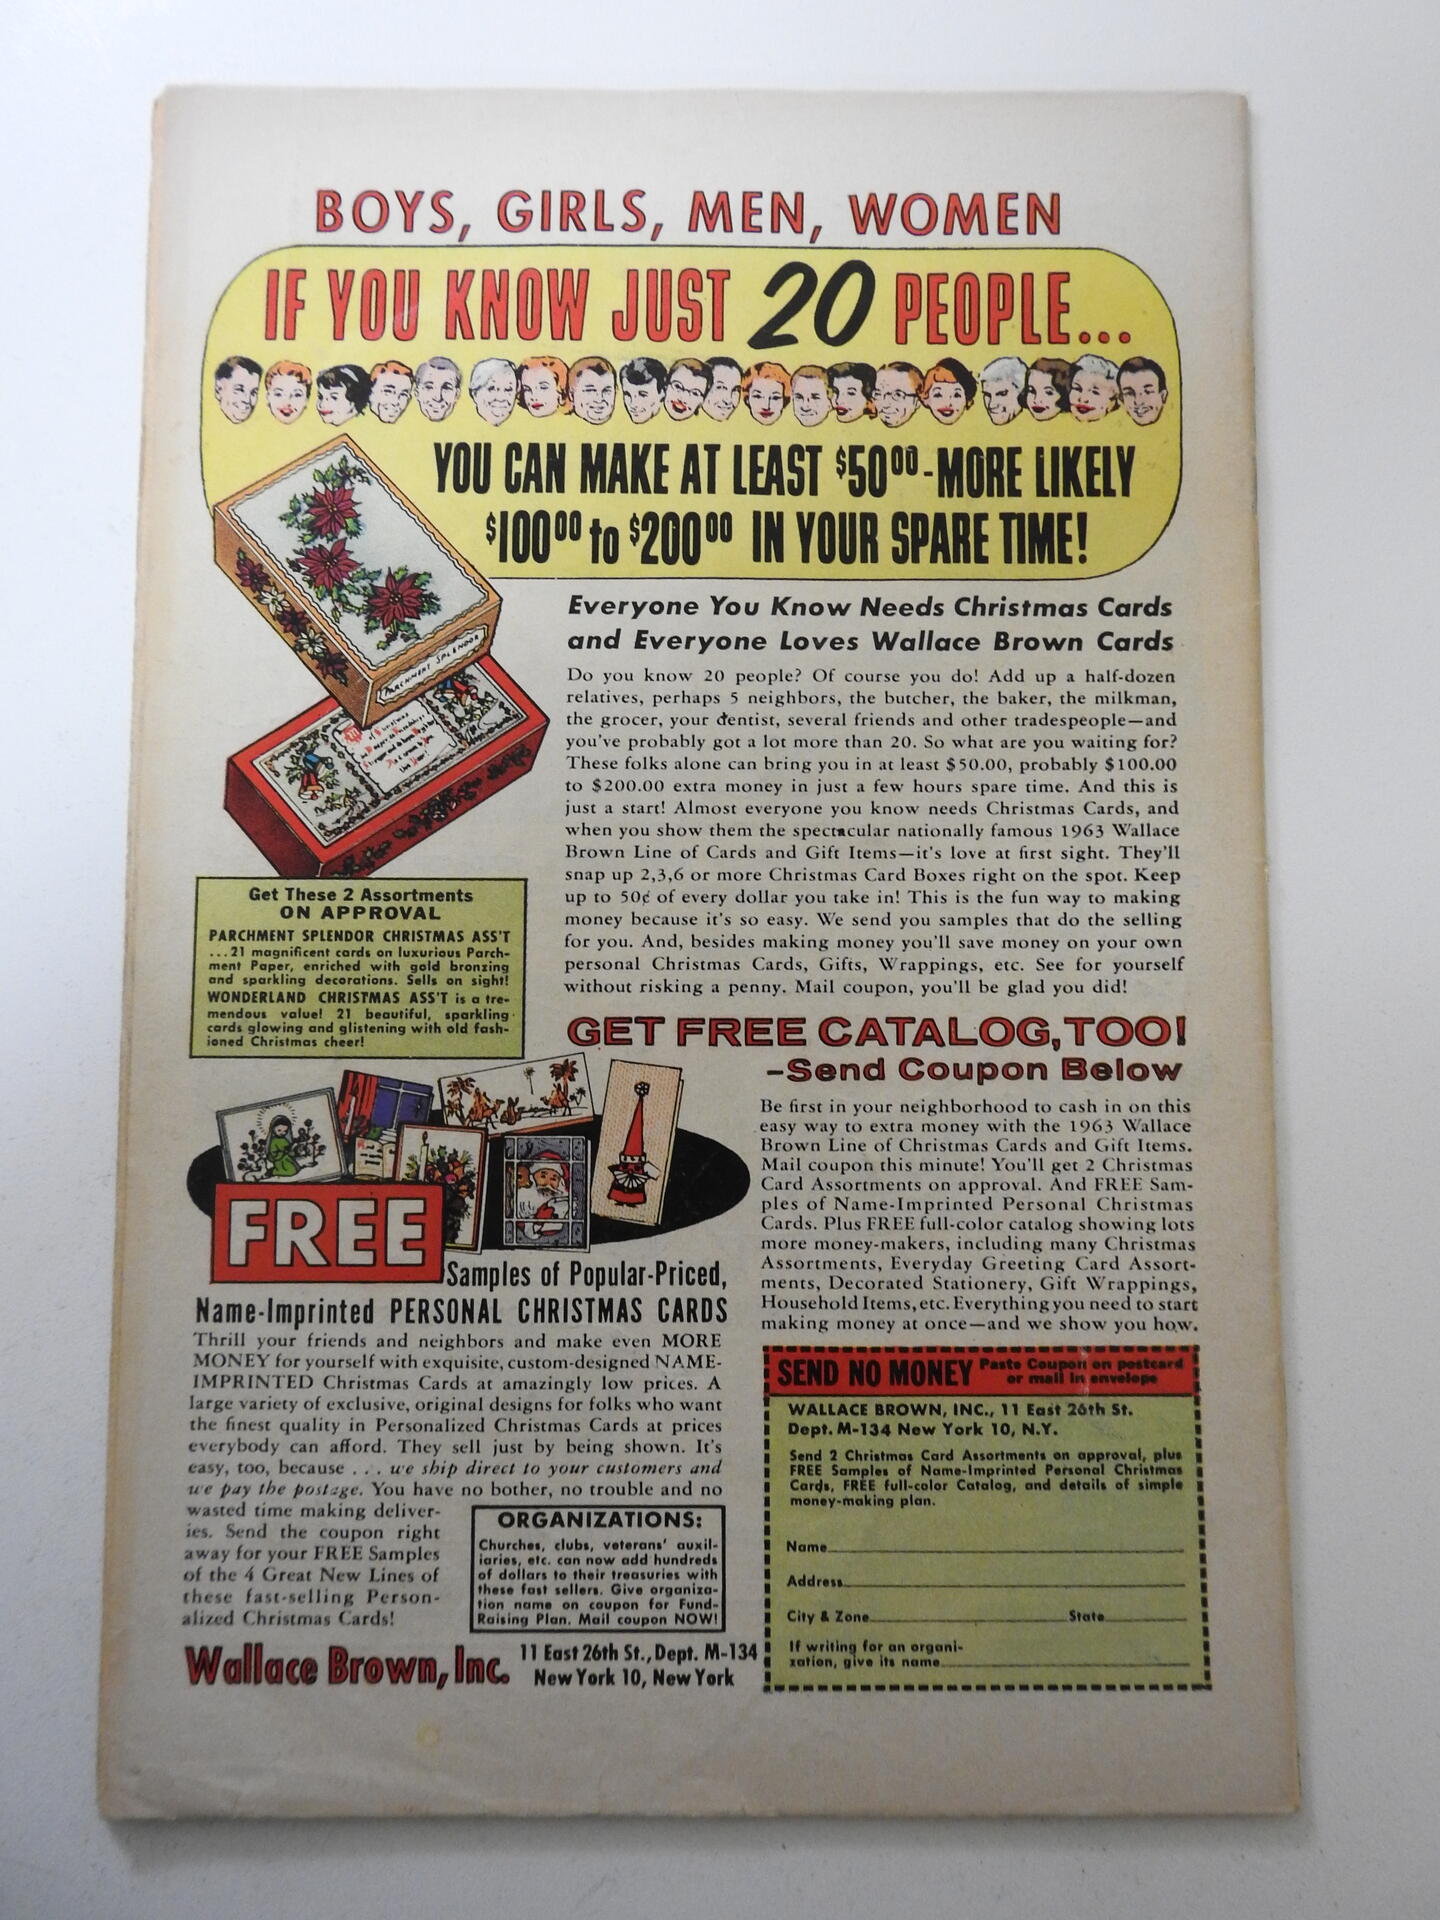 BOYS, GIRLS, MEN, WOMEN
IF YOU KNOW JUST 20 PEOPLE...
YOU CAN MAKE AT LEAST $50⁰⁰-MORE LIKELY
$100⁰⁰ to $200⁰⁰ IN YOUR SPARE TIME!
PARCHMENT SPLENDOR
Everyone You Know Needs Christmas Cards
and Everyone Loves Wallace Brown Cards
Do you know 20 people? Of course you do! Add up a half-dozen
relatives, perhaps 5 neighbors, the butcher, the baker, the milkman,
the grocer, your dentist, several friends and other tradespeople—and
you've probably got a lot more than 20. So what are you waiting for?
These folks alone can bring you in at least $50.00, probably $100.00
to $200.00 extra money in just a few hours spare time. And this is
just a start! Almost everyone you know needs Christmas Cards, and
when you show them the spectacular nationally famous 1963 Wallace
Brown Line of Cards and Gift Items—it's love at first sight. They'll
snap up 2,3,6 or more Christmas Card Boxes right on the spot. Keep
up to 50¢ of every dollar you take in! This is the fun way to making
money because it's so easy. We send you samples that do the selling
for you. And, besides making money you'll save money on your own
personal Christmas Cards, Gifts, Wrappings, etc. See for yourself
without risking a penny. Mail coupon, you'll be glad you did!
Get These 2 Assortments
ON APPROVAL
PARCHMENT SPLENDOR CHRISTMAS ASS'T
...21 magnificent cards on luxurious Parch-
ment Paper, enriched with gold bronzing
and sparkling decorations. Sells on sight!
WONDERLAND CHRISTMAS ASS'T is a tre-
mendous value! 21 beautiful, sparkling
cards glowing and glistening with old fash-
ioned Christmas cheer!
GET FREE CATALOG, TOO!
-Send Coupon Below
Be first in your neighborhood to cash in on this
easy way to extra money with the 1963 Wallace
Brown Line of Christmas Cards and Gift Items.
Mail coupon this minute! You'll get 2 Christmas
Card Assortments on approval. And FREE Sam-
ples of Name-Imprinted Personal Christmas
Cards. Plus FREE full-color catalog showing lots
more money-makers, including many Christmas
Assortments, Everyday Greeting Card Assort-
ments, Decorated Stationery, Gift Wrappings,
Household Items, etc. Everything you need to start
making money at once—and we show you how.
FREE
Samples of Popular-Priced,
Name-Imprinted PERSONAL CHRISTMAS CARDS
Thrill your friends and neighbors and make even MORE
MONEY for yourself with exquisite, custom-designed NAME-
IMPRINTED Christmas Cards at amazingly low prices. A
large variety of exclusive, original designs for folks who want
the finest quality in Personalized Christmas Cards at prices
everybody can afford. They sell just by being shown. It's
easy, too, because . . . we ship direct to your customers and
we pay the postage. You have no bother, no trouble and no
wasted time making deliver-
ies. Send the coupon right
away for your FREE Samples
of the 4 Great New Lines of
these fast-selling Person-
alized Christmas Cards!
ORGANIZATIONS:
Churches, clubs, veterans' auxil-
iaries, etc. can now add hundreds
of dollars to their treasuries with
these fast sellers. Give organiza-
tion name on coupon for Fund-
Raising Plan. Mail coupon NOW!
Wallace Brown, Inc. 11 East 26th St., Dept. M-134
New York 10, New York
SEND NO MONEY Paste Coupon on postcard
or mail in envelope
WALLACE BROWN, INC., 11 East 26th St.
Dept. M-134 New York 10, N.Y.
Send 2 Christmas Card Assortments on approval, plus
FREE Samples of Name-Imprinted Personal Christmas
Cards, FREE full-color Catalog, and details of simple
money-making plan.
Name
Address
City & Zone State
If writing for an organi-
zation, give its name